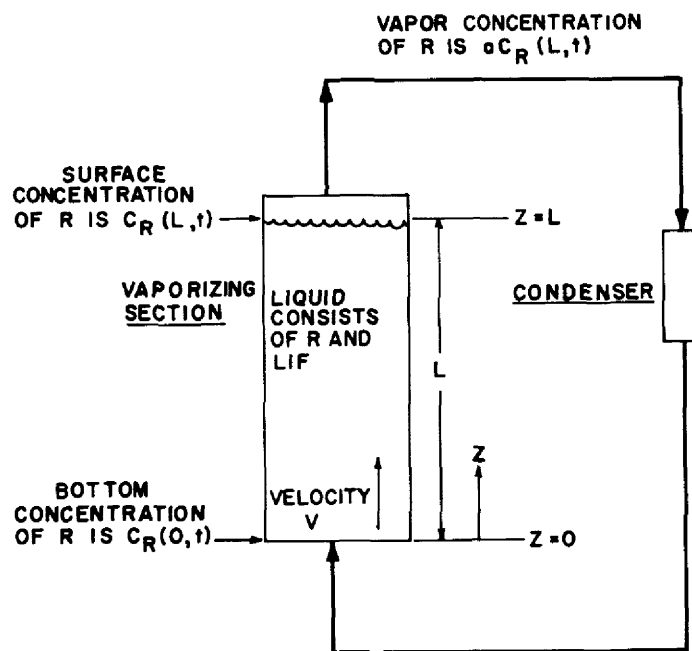 VAPOR CONCENTRATION
OF R IS αC_R(L,t)
SURFACE
CONCENTRATION
OF R IS C_R(L,t)
Z=L
VAPORIZING
SECTION
LIQUID
CONSISTS
OF R AND
LIF
CONDENSER
L
Z
BOTTOM
CONCENTRATION
OF R IS C_R(0,t)
VELOCITY
V
Z=0